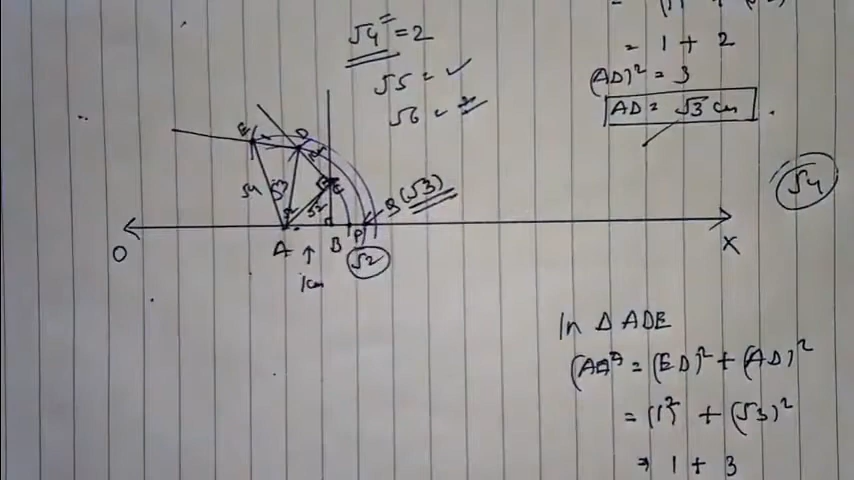 √4 = 2
√5 = ✓
√6 =
= 1 + 2
(AD)² = 3
AD = √3 cm
√4
E
D
C
√4
√3
√2
Q (√3)
O
A
B
P
X
√2
1cm
In Δ ADE
(AE)² = (ED)² + (AD)²
= (1)² + (√3)²
⇒ 1 + 3